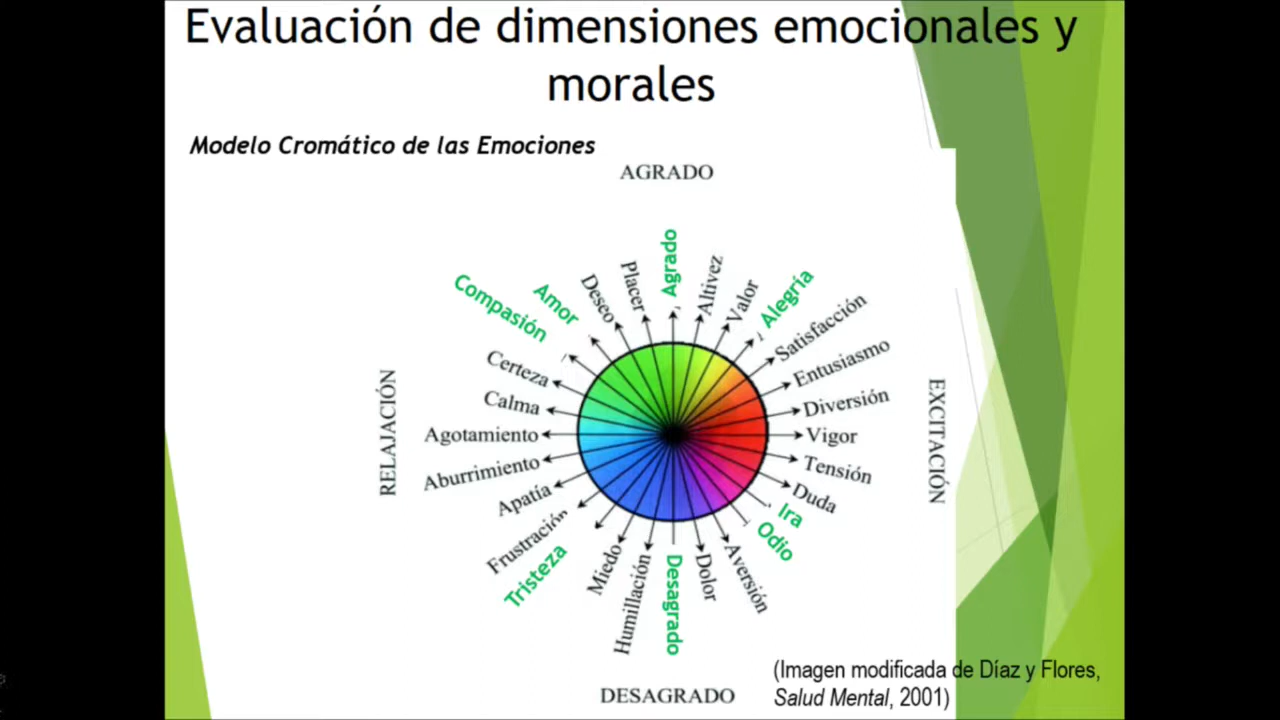 Evaluación de dimensiones emocionales y
morales
Modelo Cromático de las Emociones
AGRADO
Agrado
Altivez
Valor
Alegría
Satisfacción
Entusiasmo
Diversión
Vigor
Tensión
Duda
Ira
Odio
Aversión
Dolor
Desagrado
Humillación
Miedo
Tristeza
Frustración
Apatía
Aburrimiento
Agotamiento
Calma
Certeza
Compasión
Amor
Deseo
Placer
RELAJACIÓN
EXCITACIÓN
DESAGRADO
(Imagen modificada de Díaz y Flores,
Salud Mental, 2001)